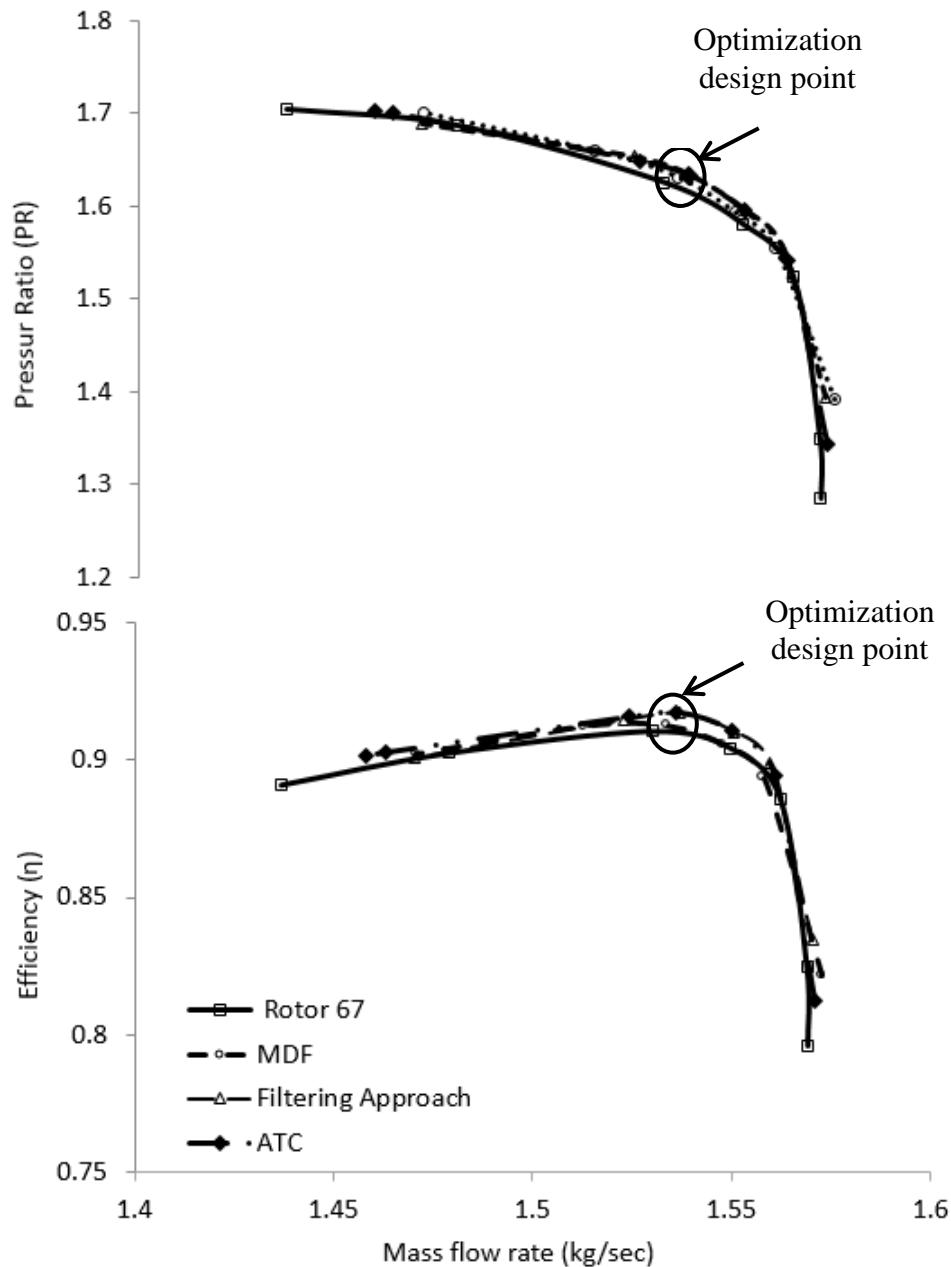 1.8
Optimization
design point
1.7
1.6
Pressur Ratio (PR)
1.5
1.4
1.3
1.2
0.95
Optimization
design point
0.9
Efficiency (η)
0.85
Rotor 67
0.8
MDF
Filtering Approach
ATC
0.75
1.4 1.45 1.5 1.55 1.6
Mass flow rate (kg/sec)